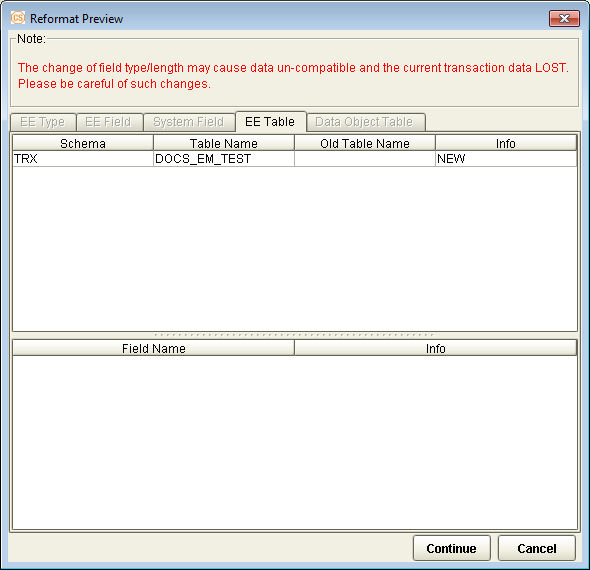 CS Reformat Preview
Note:
The change of field type/length may cause data un-compatible and the current transaction data LOST.
Please be careful of such changes.
EE Type EE Field System Field EE Table Data Object Table
Schema Table Name Old Table Name Info
TRX DOCS_EM_TEST NEW
Field Name Info
Continue Cancel